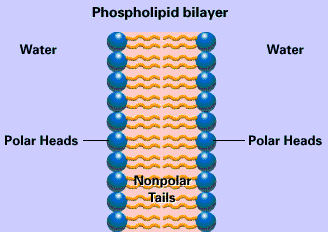 Phospholipid bilayer
Water
Water
Polar Heads
Polar Heads
Nonpolar
Tails